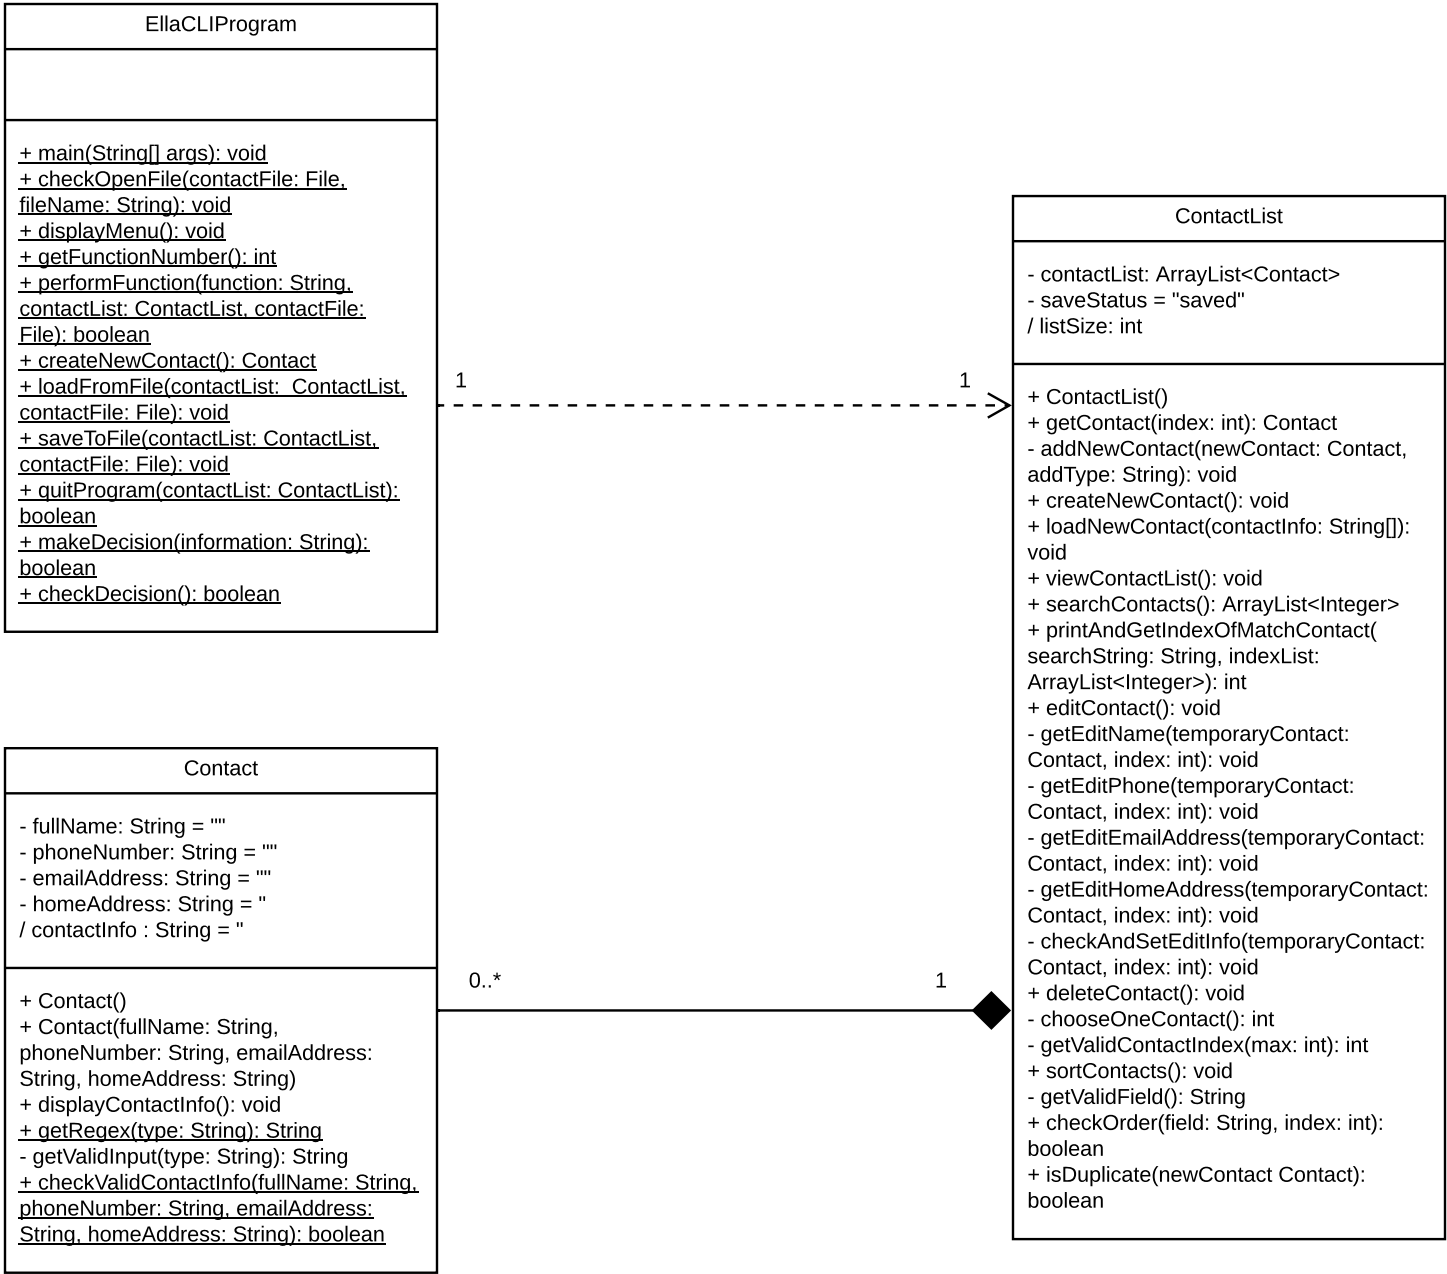 EllaCLIProgram
+ main(String[] args): void
+ checkOpenFile(contactFile: File,
fileName: String): void
+ displayMenu(): void
+ getFunctionNumber(): int
+ performFunction(function: String,
contactList: ContactList, contactFile:
File): boolean
+ createNewContact(): Contact
+ loadFromFile(contactList:  ContactList,
contactFile: File): void
+ saveToFile(contactList: ContactList,
contactFile: File): void
+ quitProgram(contactList: ContactList):
boolean
+ makeDecision(information: String):
boolean
+ checkDecision(): boolean
1
1
ContactList
- contactList: ArrayList<Contact>
- saveStatus = "saved"
/ listSize: int
+ ContactList()
+ getContact(index: int): Contact
- addNewContact(newContact: Contact,
addType: String): void
+ createNewContact(): void
+ loadNewContact(contactInfo: String[]):
void
+ viewContactList(): void
+ searchContacts(): ArrayList<Integer>
+ printAndGetIndexOfMatchContact(
searchString: String, indexList:
ArrayList<Integer>): int
+ editContact(): void
- getEditName(temporaryContact:
Contact, index: int): void
- getEditPhone(temporaryContact:
Contact, index: int): void
- getEditEmailAddress(temporaryContact:
Contact, index: int): void
- getEditHomeAddress(temporaryContact:
Contact, index: int): void
- checkAndSetEditInfo(temporaryContact:
Contact, index: int): void
+ deleteContact(): void
- chooseOneContact(): int
- getValidContactIndex(max: int): int
+ sortContacts(): void
- getValidField(): String
+ checkOrder(field: String, index: int):
boolean
+ isDuplicate(newContact Contact):
boolean
Contact
- fullName: String = ""
- phoneNumber: String = ""
- emailAddress: String = ""
- homeAddress: String = "
/ contactInfo : String = "
+ Contact()
+ Contact(fullName: String,
phoneNumber: String, emailAddress:
String, homeAddress: String)
+ displayContactInfo(): void
+ getRegex(type: String): String
- getValidInput(type: String): String
+ checkValidContactInfo(fullName: String,
phoneNumber: String, emailAddress:
String, homeAddress: String): boolean
0..*
1